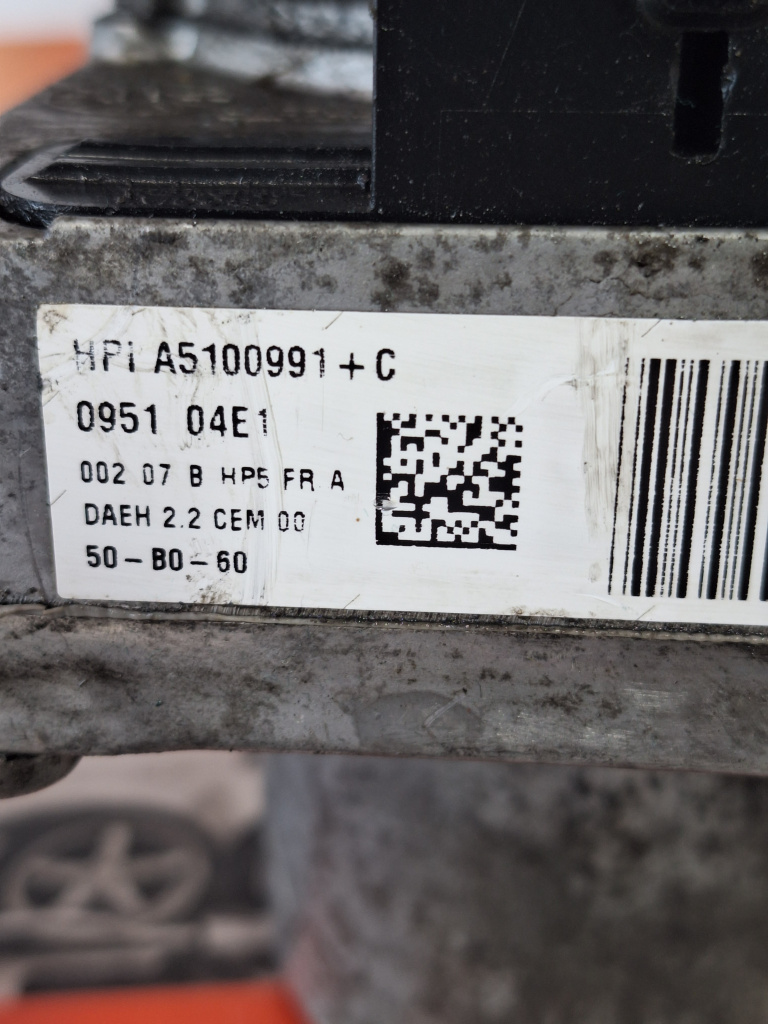 HPI A5100991+C
0951 04E1
002 07 B HP5 FR A
DAEH 2.2 CEM 00
50-B0-60